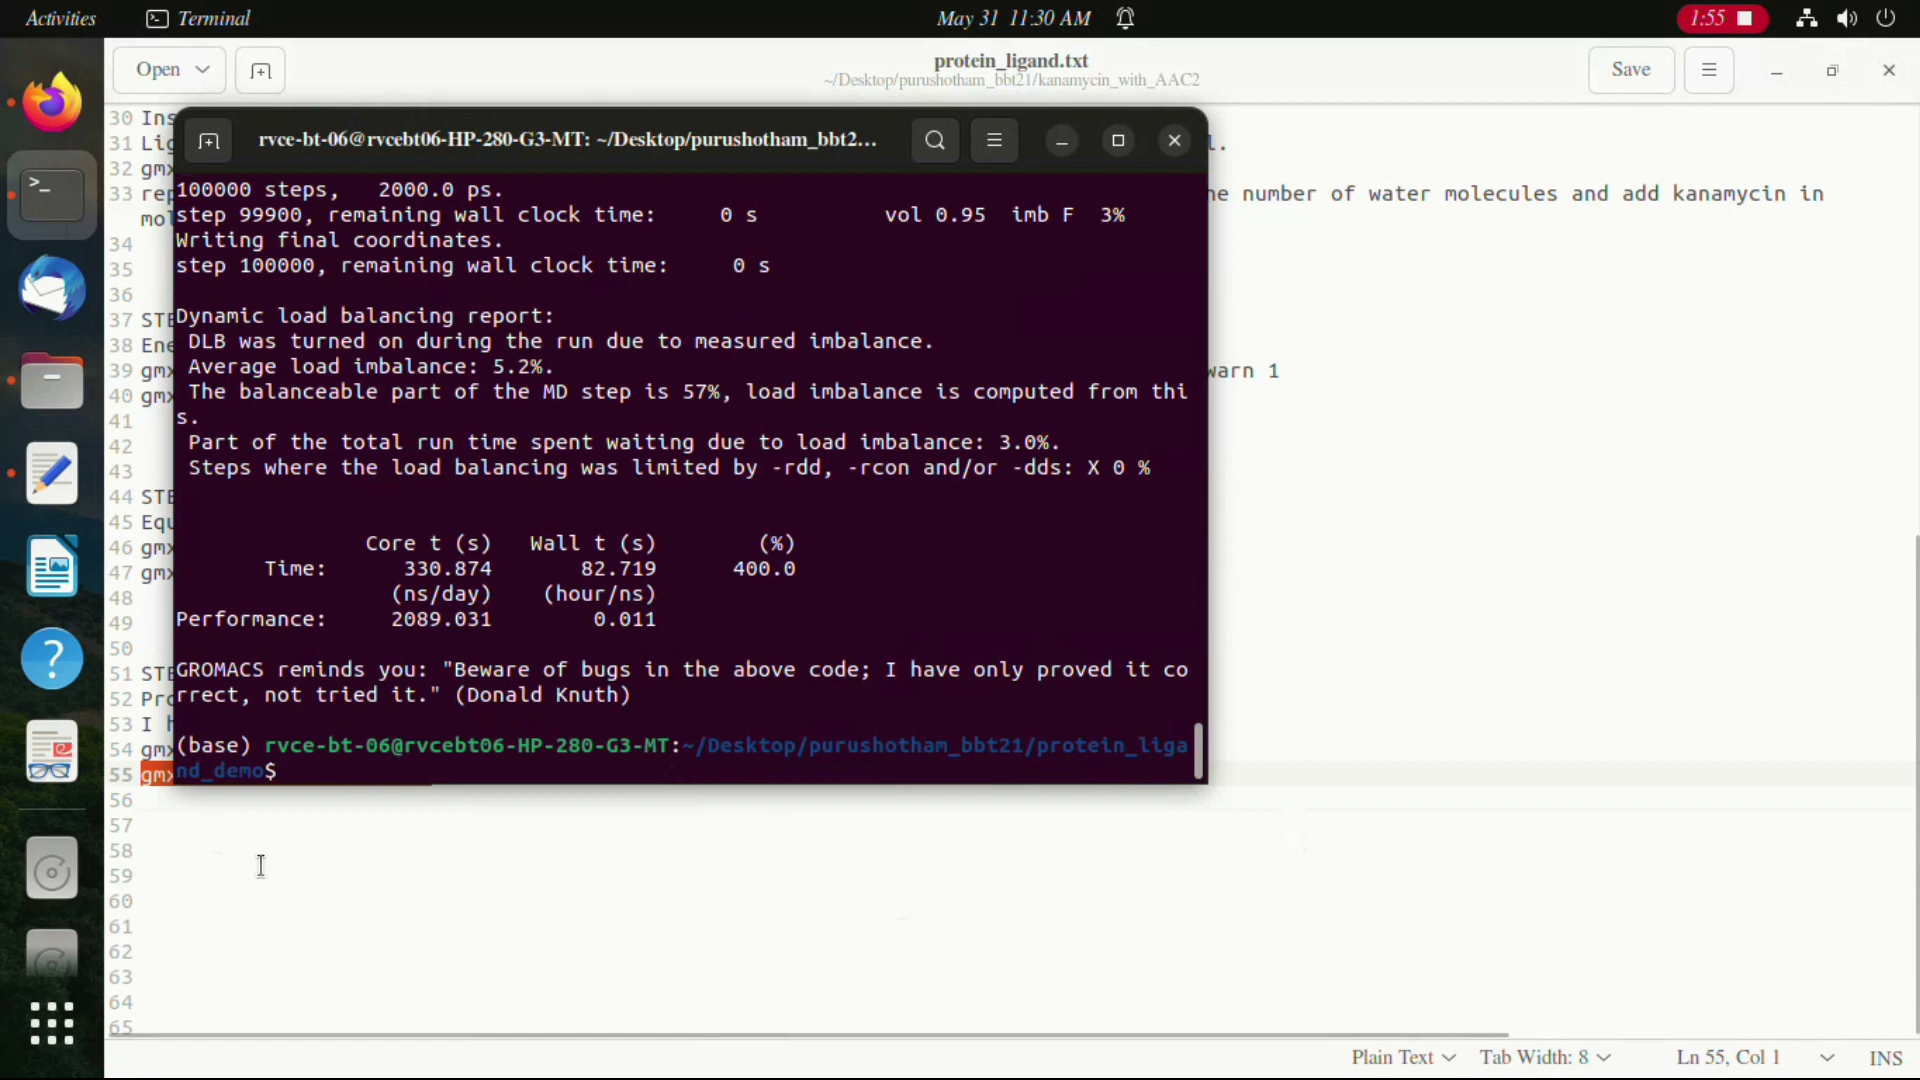 Activities
Terminal
May 31 11:30 AM
1:55
Open
protein_ligand.txt
~/Desktop/purushotham_bbt21/kanamycin_with_AAC2
Save
rvce-bt-06@rvcebt06-HP-280-G3-MT: ~/Desktop/purushotham_bbt2...
100000 steps, 2000.0 ps.
step 99900, remaining wall clock time: 0 s vol 0.95 imb F 3%
Writing final coordinates.
step 100000, remaining wall clock time: 0 s
Dynamic load balancing report:
DLB was turned on during the run due to measured imbalance.
Average load imbalance: 5.2%.
The balanceable part of the MD step is 57%, load imbalance is computed from thi
s.
Part of the total run time spent waiting due to load imbalance: 3.0%.
Steps where the load balancing was limited by -rdd, -rcon and/or -dds: X 0 %
Core t (s) Wall t (s) (%)
Time: 330.874 82.719 400.0
(ns/day) (hour/ns)
Performance: 2089.031 0.011
GROMACS reminds you: "Beware of bugs in the above code; I have only proved it co
rrect, not tried it." (Donald Knuth)
(base) rvce-bt-06@rvcebt06-HP-280-G3-MT:~/Desktop/purushotham_bbt21/protein_liga
nd_demo$
30 Ins
31 Lig l.
32 gmx
33 rep he number of water molecules and add kanamycin in
mol
34
35
36
37 STE
38 Ene
39 gmx warn 1
40 gmx
41
42
43
44 STE
45 Equ
46 gmx
47 gmx
48
49
50
51 STE
52 Pro
53 I h
54 gmx
55 gmx
56
57
58
59
60
61
62
63
64
65
Plain Text
Tab Width: 8
Ln 55, Col 1
INS